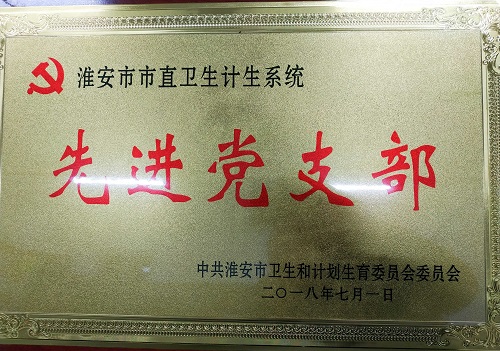 淮安市市直卫生计生系统
先进党支部
中共淮安市卫生和计划生育委员会委员会
二〇一八年七月一日